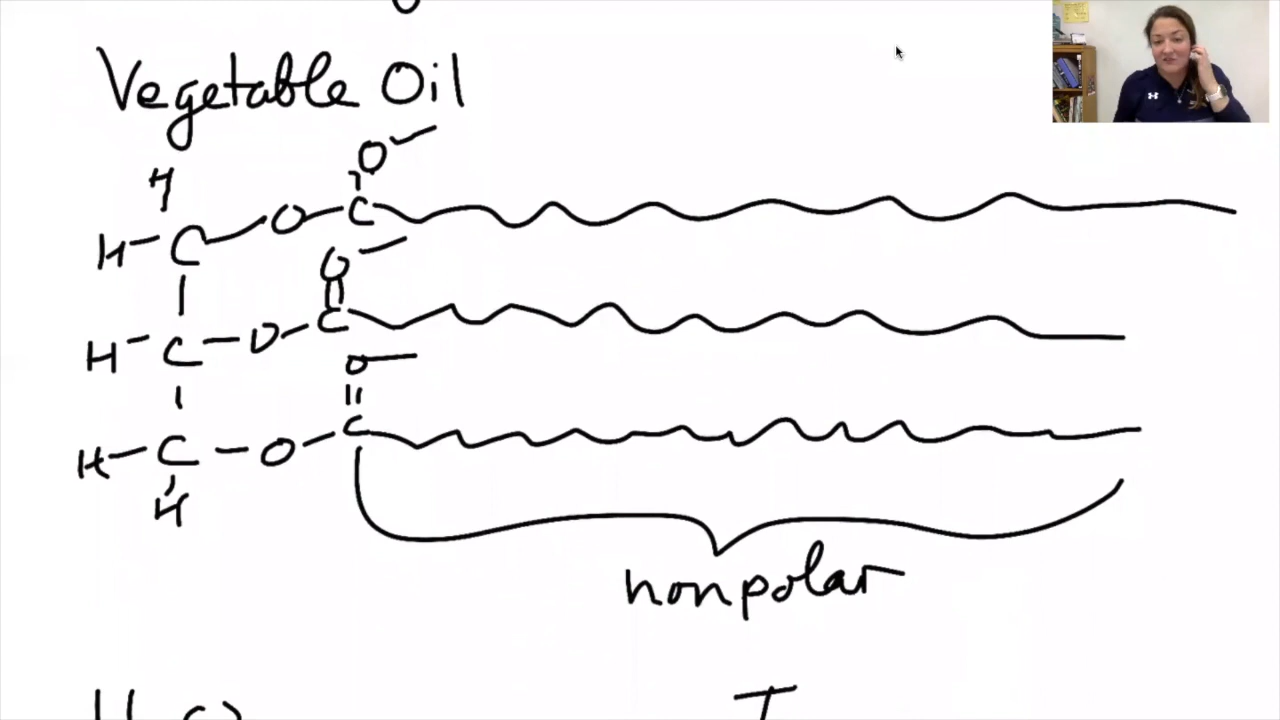 Vegetable Oil
O
H
H C O C
O
H C O C
O
H C O C
H
nonpolar